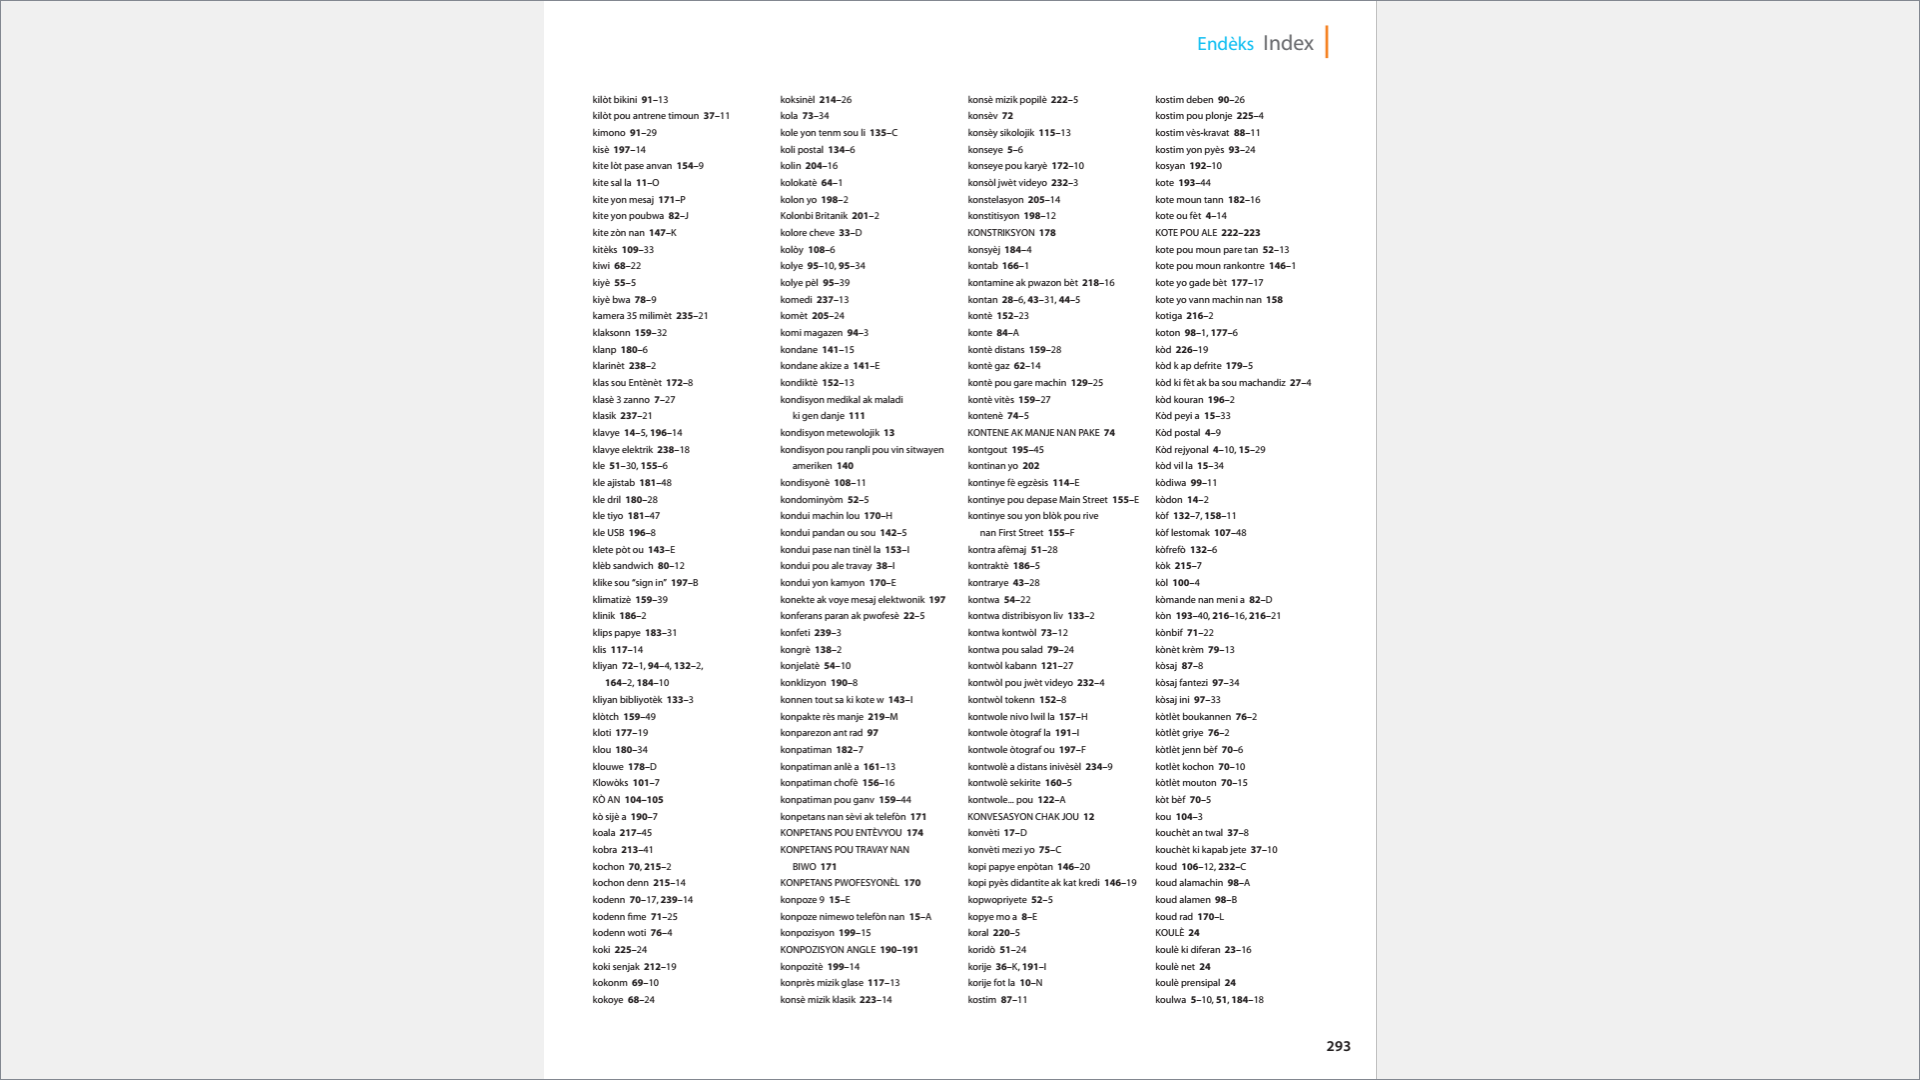 Endèks Index
kilòt bikini 91–13
kilòt pou antrene timoun 37–11
kimono 91–29
kisè 197–14
kite lòt pase anvan 154–9
kite sal la 11–O
kite yon mesaj 171–P
kite yon poubwa 82–J
kite zòn nan 147–K
kitèks 109–33
kiwi 68–22
kiyè 55–5
kiyè bwa 78–9
kamera 35 milimèt 235–21
klaksonn 159–32
klanp 180–6
klarinèt 238–2
klas sou Entènèt 172–8
klasè 3 zanno 7–27
klasik 237–21
klavye 14–5, 196–14
klavye elektrik 238–18
kle 51–30, 155–6
kle ajistab 181–48
kle dril 180–28
kle tiyo 181–47
kle USB 196–8
klete pòt ou 143–E
klèb sandwich 80–12
klike sou “sign in” 197–B
klimatizè 159–39
klinik 186–2
klips papye 183–31
klis 117–14
kliyan 72–1, 94–4, 132–2,
164–2, 184–10
kliyan bibliyotèk 133–3
klòtch 159–49
kloti 177–19
klou 180–34
klouwe 178–D
Klowòks 101–7
KÒ AN 104–105
kò sijè a 190–7
koala 217–45
kobra 213–41
kochon 70, 215–2
kochon denn 215–14
kodenn 70–17, 239–14
kodenn fime 71–25
kodenn woti 76–4
koki 225–24
koki senjak 212–19
kokonm 69–10
kokoye 68–24
koksinèl 214–26
kola 73–34
kole yon tenm sou li 135–C
koli postal 134–6
kolin 204–16
kolokatè 64–1
kolon yo 198–2
Kolonbi Britanik 201–2
kolore cheve 33–D
kolòy 108–6
kolye 95–10, 95–34
kolye pèl 95–39
komedi 237–13
komèt 205–24
komi magazen 94–3
kondane 141–15
kondane akize a 141–E
kondiktè 152–13
kondisyon medikal ak maladi
ki gen danje 111
kondisyon metewolojik 13
kondisyon pou ranpli pou vin sitwayen
ameriken 140
kondisyonè 108–11
kondominyòm 52–5
kondui machin lou 170–H
kondui pandan ou sou 142–5
kondui pase nan tinèl la 153–I
kondui pou ale travay 38–I
kondui yon kamyon 170–E
konekte ak voye mesaj elektwonik 197
konferans paran ak pwofesè 22–5
konfeti 239–3
kongrè 138–2
konjelatè 54–10
konklizyon 190–8
konnen tout sa ki kote w 143–I
konpakte rès manje 219–M
konparezon ant rad 97
konpatiman 182–7
konpatiman anlè a 161–13
konpatiman chofè 156–16
konpatiman pou ganv 159–44
konpetans nan sèvi ak telefòn 171
KONPETANS POU ENTÈVYOU 174
KONPETANS POU TRAVAY NAN
BIWO 171
KONPETANS PWOFESYONÈL 170
konpoze 9 15–E
konpoze nimewo telefòn nan 15–A
konpozisyon 199–15
KONPOZISYON ANGLE 190–191
konpozitè 199–14
konprès mizik glase 117–13
konsè mizik klasik 223–14
konsè mizik popilè 222–5
konsèv 72
konsèy sikolojik 115–13
konseye 5–6
konseye pou karyè 172–10
konsòl jwèt videyo 232–3
konstelasyon 205–14
konstitisyon 198–12
KONSTRIKSYON 178
konsyèj 184–4
kontab 166–1
kontamine ak pwazon bèt 218–16
kontan 28–6, 43–31, 44–5
kontè 152–23
konte 84–A
kontè distans 159–28
kontè gaz 62–14
kontè pou gare machin 129–25
kontè vitès 159–27
kontenè 74–5
KONTENE AK MANJE NAN PAKE 74
kontgout 195–45
kontinan yo 202
kontinye fè egzèsis 114–E
kontinye pou depase Main Street 155–E
kontinye sou yon blòk pou rive
nan First Street 155–F
kontra afèmaj 51–28
kontraktè 186–5
kontrarye 43–28
kontwa 54–22
kontwa distribisyon liv 133–2
kontwa kontwòl 73–12
kontwa pou salad 79–24
kontwòl kabann 121–27
kontwòl pou jwèt videyo 232–4
kontwòl tokenn 152–8
kontwole nivo lwil la 157–H
kontwole òtograf la 191–I
kontwole òtograf ou 197–F
kontwolè a distans inivèsèl 234–9
kontwolè sekirite 160–5
kontwole... pou 122–A
KONVESASYON CHAK JOU 12
konvèti 17–D
konvèti mezi yo 75–C
kopi papye enpòtan 146–20
kopi pyès didantite ak kat kredi 146–19
kopwopriyete 52–5
kopye mo a 8–E
koral 220–5
koridò 51–24
korije 36–K, 191–I
korije fot la 10–N
kostim 87–11
kostim deben 90–26
kostim pou plonje 225–4
kostim vès-kravat 88–11
kostim yon pyès 93–24
kosyan 192–10
kote 193–44
kote moun tann 182–16
kote ou fèt 4–14
KOTE POU ALE 222–223
kote pou moun pare tan 52–13
kote pou moun rankontre 146–1
kote yo gade bèt 177–17
kote yo vann machin nan 158
kotiga 216–2
koton 98–1, 177–6
kòd 226–19
kòd k ap defrite 179–5
kòd ki fèt ak ba sou machandiz 27–4
kòd kouran 196–2
Kòd peyi a 15–33
Kòd postal 4–9
Kòd rejyonal 4–10, 15–29
kòd vil la 15–34
kòdiwa 99–11
kòdon 14–2
kòf 132–7, 158–11
kòf lestomak 107–48
kòfrefò 132–6
kòk 215–7
kòl 100–4
kòmande nan meni a 82–D
kòn 193–40, 216–16, 216–21
kònbif 71–22
kònèt krèm 79–13
kòsaj 87–8
kòsaj fantezi 97–34
kòsaj ini 97–33
kòtlèt boukannen 76–2
kòtlèt griye 76–2
kòtlèt jenn bèf 70–6
kotlèt kochon 70–10
kòtlèt mouton 70–15
kòt bèf 70–5
kou 104–3
kouchèt an twal 37–8
kouchèt ki kapab jete 37–10
koud 106–12, 232–C
koud alamachin 98–A
koud alamen 98–B
koud rad 170–L
KOULÈ 24
koulè ki diferan 23–16
koulè net 24
koulè prensipal 24
koulwa 5–10, 51, 184–18
293